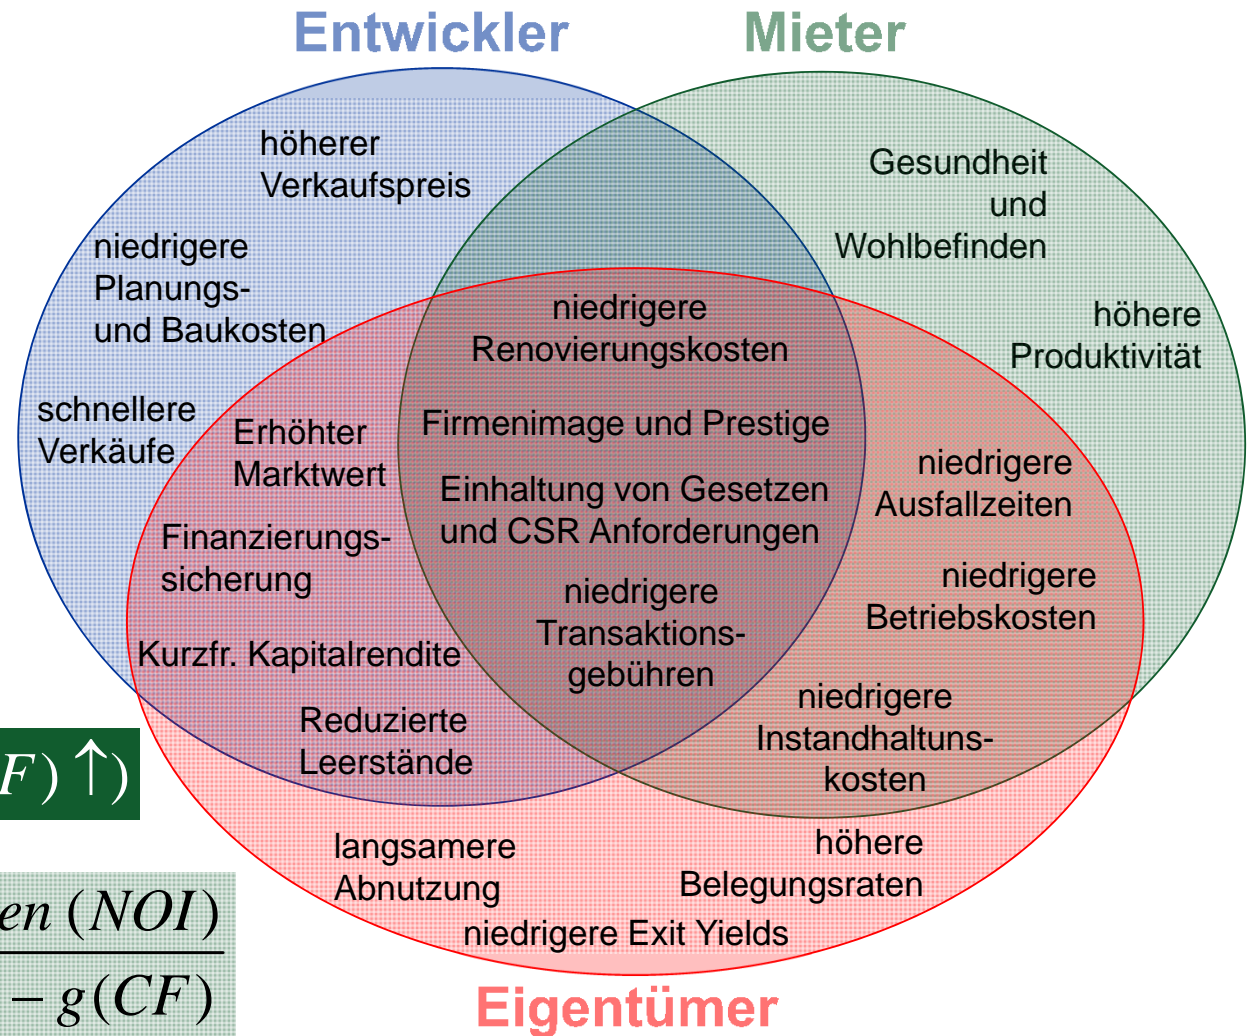 Entwickler
Mieter
höherer
Verkaufspreis
Gesundheit
und
Wohlbefinden
niedrigere
Planungs-
und Baukosten
niedrigere
Renovierungskosten
höhere
Produktivität
schnellere
Verkäufe
Erhöhter
Marktwert
Firmenimage und Prestige
niedrigere
Ausfallzeiten
Einhaltung von Gesetzen
und CSR Anforderungen
Finanzierungs-
sicherung
niedrigere
Betriebskosten
niedrigere
Transaktions-
gebühren
Kurzfr. Kapitalrendite
niedrigere
Instandhaltuns-
kosten
Reduzierte
Leerstände
F) ↑)
langsamere
Abnutzung
höhere
Belegungsraten
niedrigere Exit Yields
en (NOI)
– g(CF)
Eigentümer